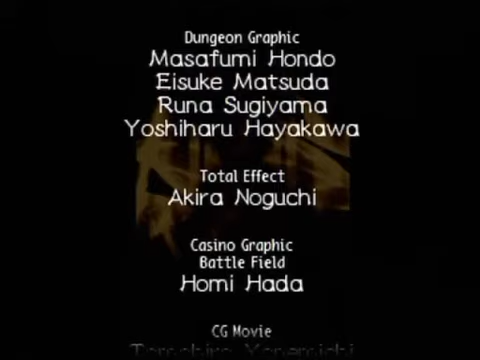 Dungeon Graphic
Masafumi Hondo
Eisuke Matsuda
Runa Sugiyama
Yoshiharu Hayakawa
Total Effect
Akira Noguchi
Casino Graphic
Battle Field
Homi Hada
CG Movie